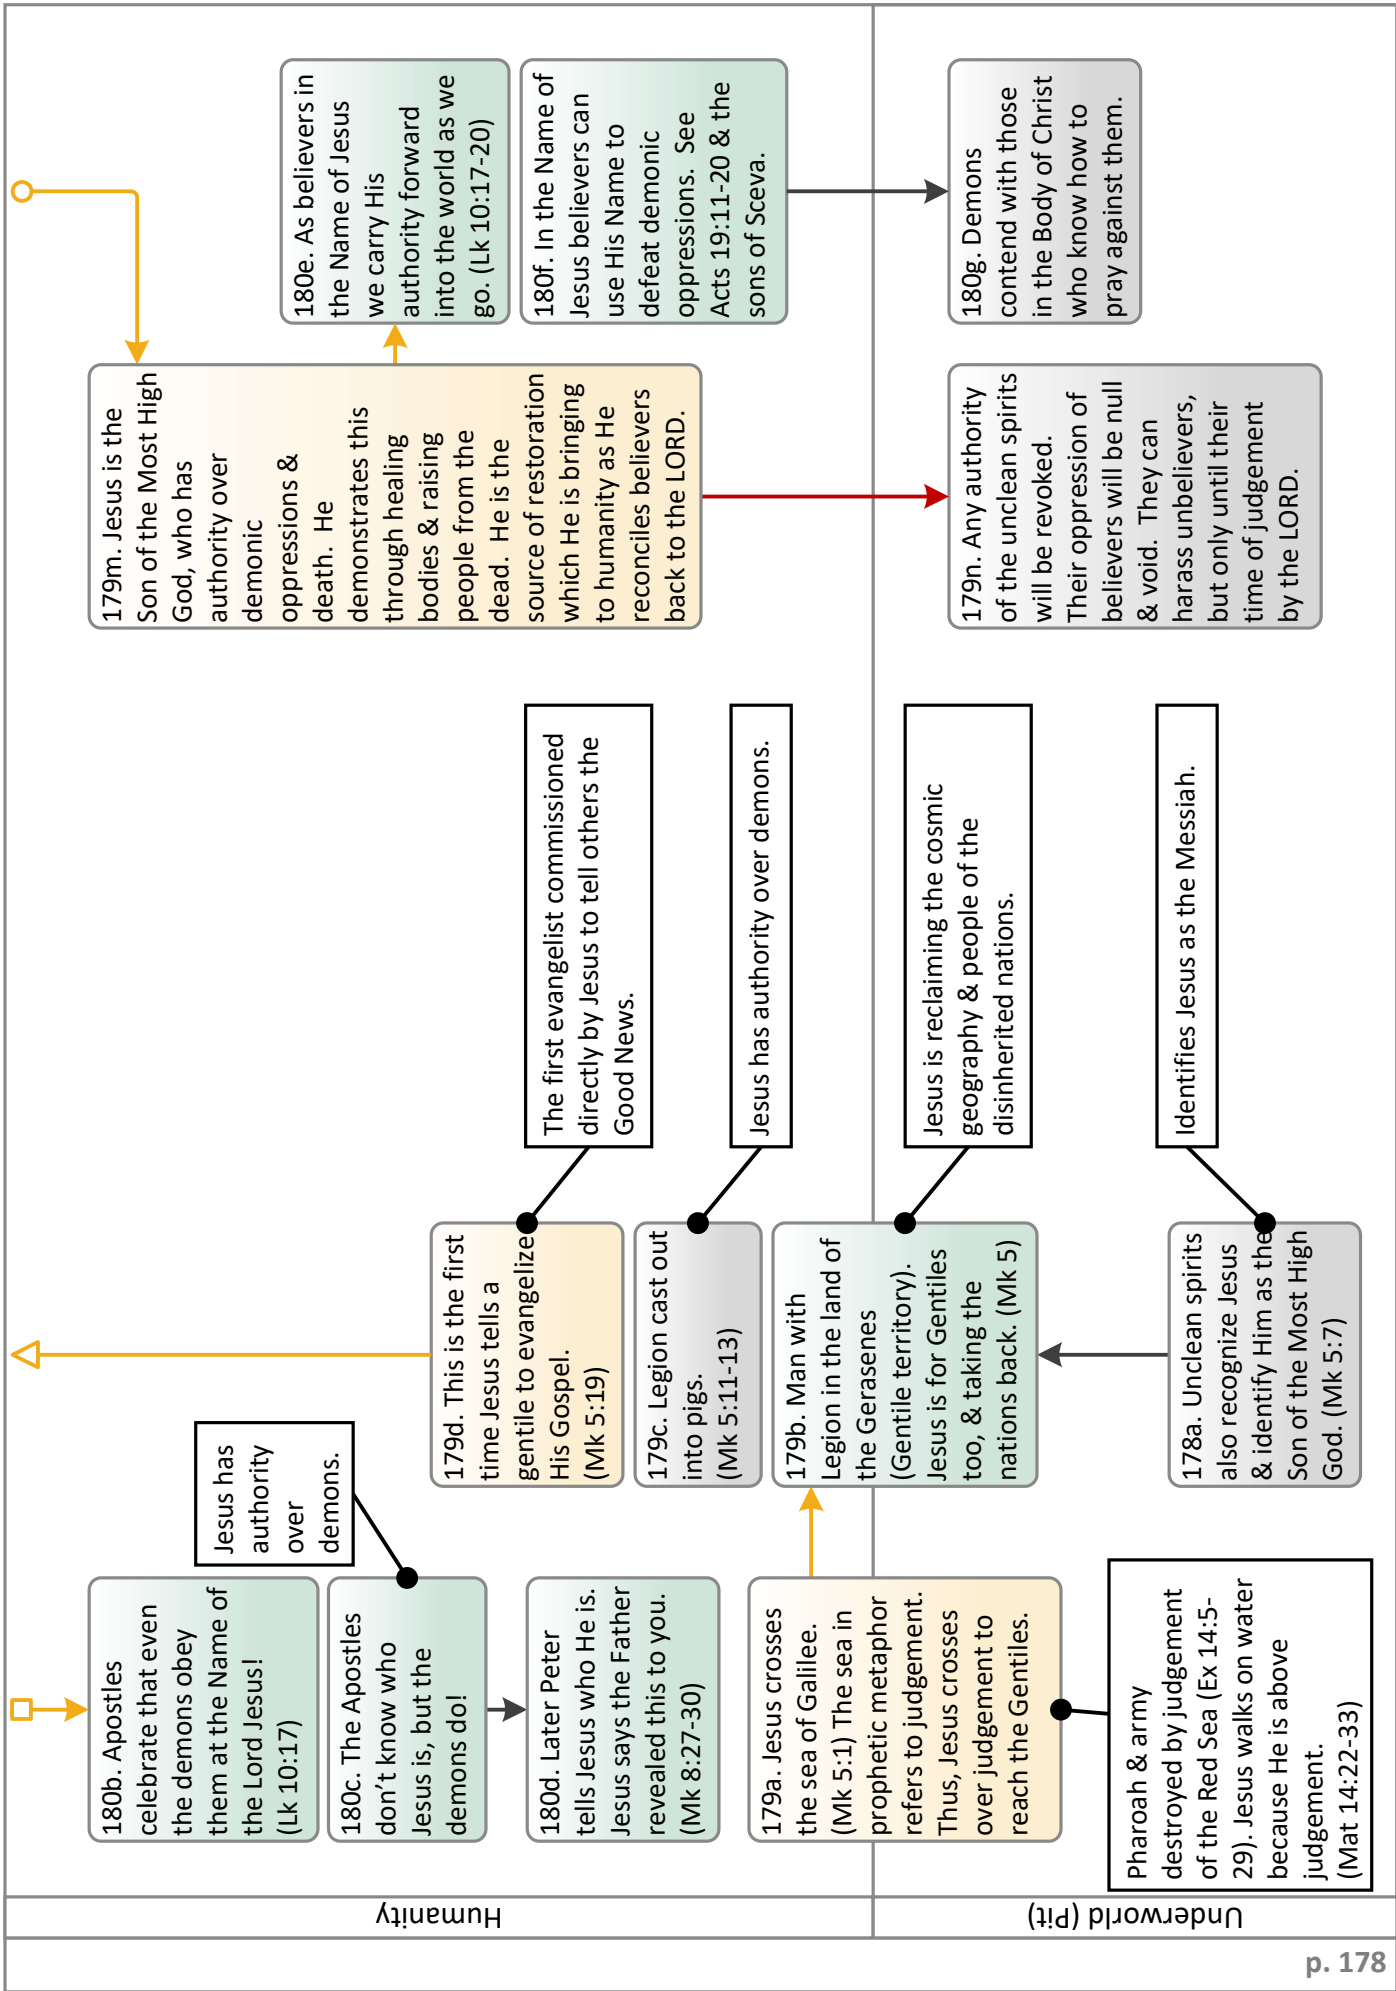 Humanity
Underworld (Pit)
180b. Apostles
celebrate that even
the demons obey
them at the Name of
the Lord Jesus!
(Lk 10:17)
180c. The Apostles
don’t know who
Jesus is, but the
demons do!
Jesus has
authority
over
demons.
180d. Later Peter
tells Jesus who He is.
Jesus says the Father
revealed this to you.
(Mk 8:27-30)
179a. Jesus crosses
the sea of Galilee.
(Mk 5:1) The sea in
prophetic metaphor
refers to judgement.
Thus, Jesus crosses
over judgement to
reach the Gentiles.
Pharoah & army
destroyed by judgement
of the Red Sea (Ex 14:5-
29). Jesus walks on water
because He is above
judgement.
(Mat 14:22-33)
179d. This is the first
time Jesus tells a
gentile to evangelize
His Gospel.
(Mk 5:19)
179c. Legion cast out
into pigs.
(Mk 5:11-13)
179b. Man with
Legion in the land of
the Gerasenes
(Gentile territory).
Jesus is for Gentiles
too, & taking the
nations back. (Mk 5)
178a. Unclean spirits
also recognize Jesus
& identify Him as the
Son of the Most High
God. (Mk 5:7)
The first evangelist commissioned
directly by Jesus to tell others the
Good News.
Jesus has authority over demons.
Jesus is reclaiming the cosmic
geography & people of the
disinherited nations.
Identifies Jesus as the Messiah.
179m. Jesus is the
Son of the Most High
God, who has
authority over
demonic
oppressions &
death.  He
demonstrates this
through healing
bodies & raising
people from the
dead.  He is the
source of restoration
which He is bringing
to humanity as He
reconciles believers
back to the LORD.
179n. Any authority
of the unclean spirits
will be revoked.
Their oppression of
believers will be null
& void.  They can
harass unbelievers,
but only until their
time of judgement
by the LORD.
180e. As believers in
the Name of Jesus
we carry His
authority forward
into the world as we
go. (Lk 10:17-20)
180f. In the Name of
Jesus believers can
use His Name to
defeat demonic
oppressions.  See
Acts 19:11-20 & the
sons of Sceva.
180g. Demons
contend with those
in the Body of Christ
who know how to
pray against them.
p. 178